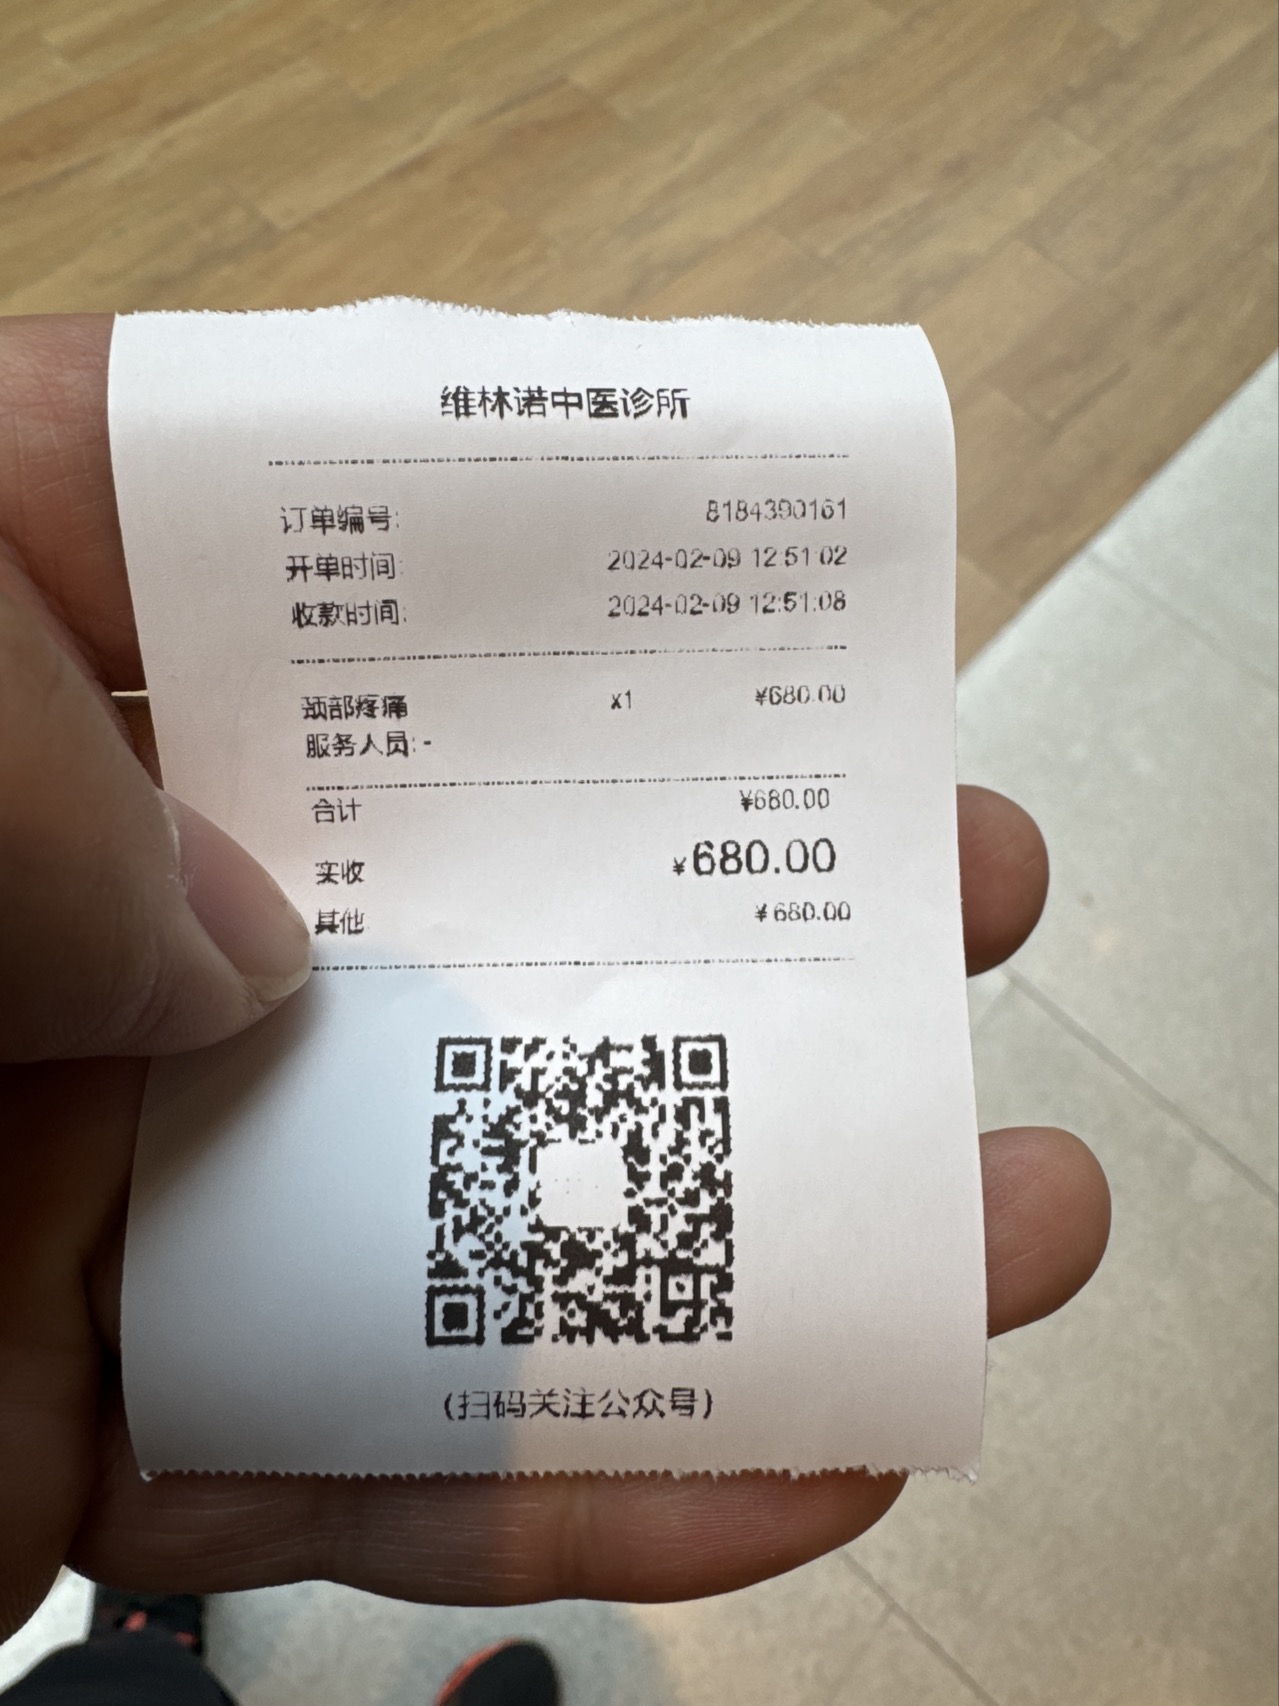 维林诺中医诊所
订单编号: 8184390161
开单时间: 2024-02-09 12:51:02
收款时间: 2024-02-09 12:51:08
颈部疼痛 x1 ¥680.00
服务人员: -
合计 ¥680.00
实收 ¥680.00
其他 ¥680.00
(扫码关注公众号)